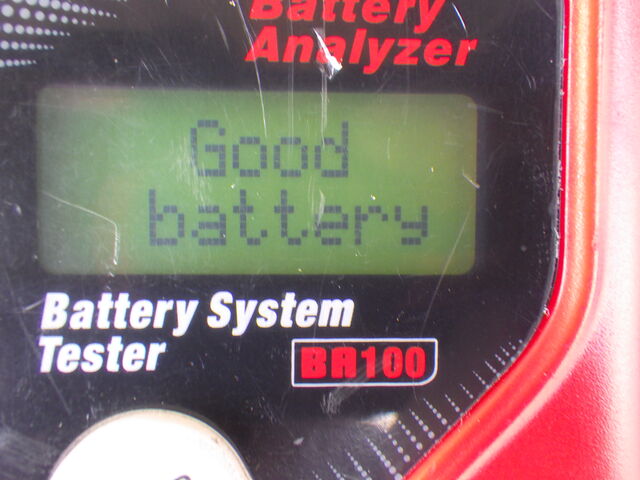 Battery
Analyzer
Good
battery
Battery System
Tester
BR100